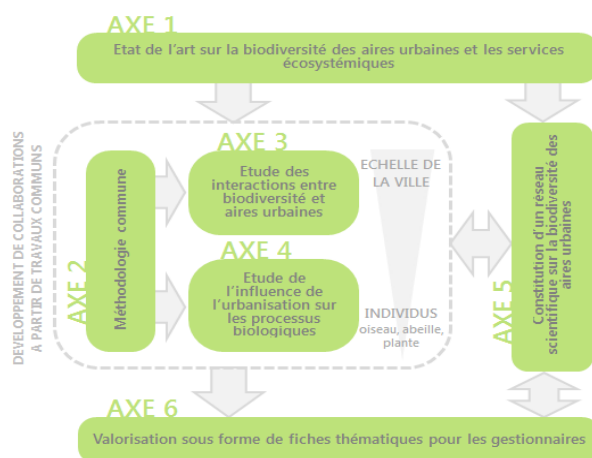 AXE 1
Etat de l'art sur la biodiversité des aires urbaines et les services
écosystémiques
DEVELOPPEMENT DE COLLABORATIONS
A PARTIR DE TRAVAUX COMMUNS
AXE 2
Méthodologie commune
AXE 3
Etude des
interactions entre
biodiversité et
aires urbaines
AXE 4
Etude de
l'influence de
l'urbanisation sur
les processus
biologiques
ECHELLE DE
LA VILLE
INDIVIDUS
oiseau, abeille,
plante
AXE 5
Constitution d'un réseau
scientifique sur la biodiversité des
aires urbaines
AXE 6
Valorisation sous forme de fiches thématiques pour les gestionnaires